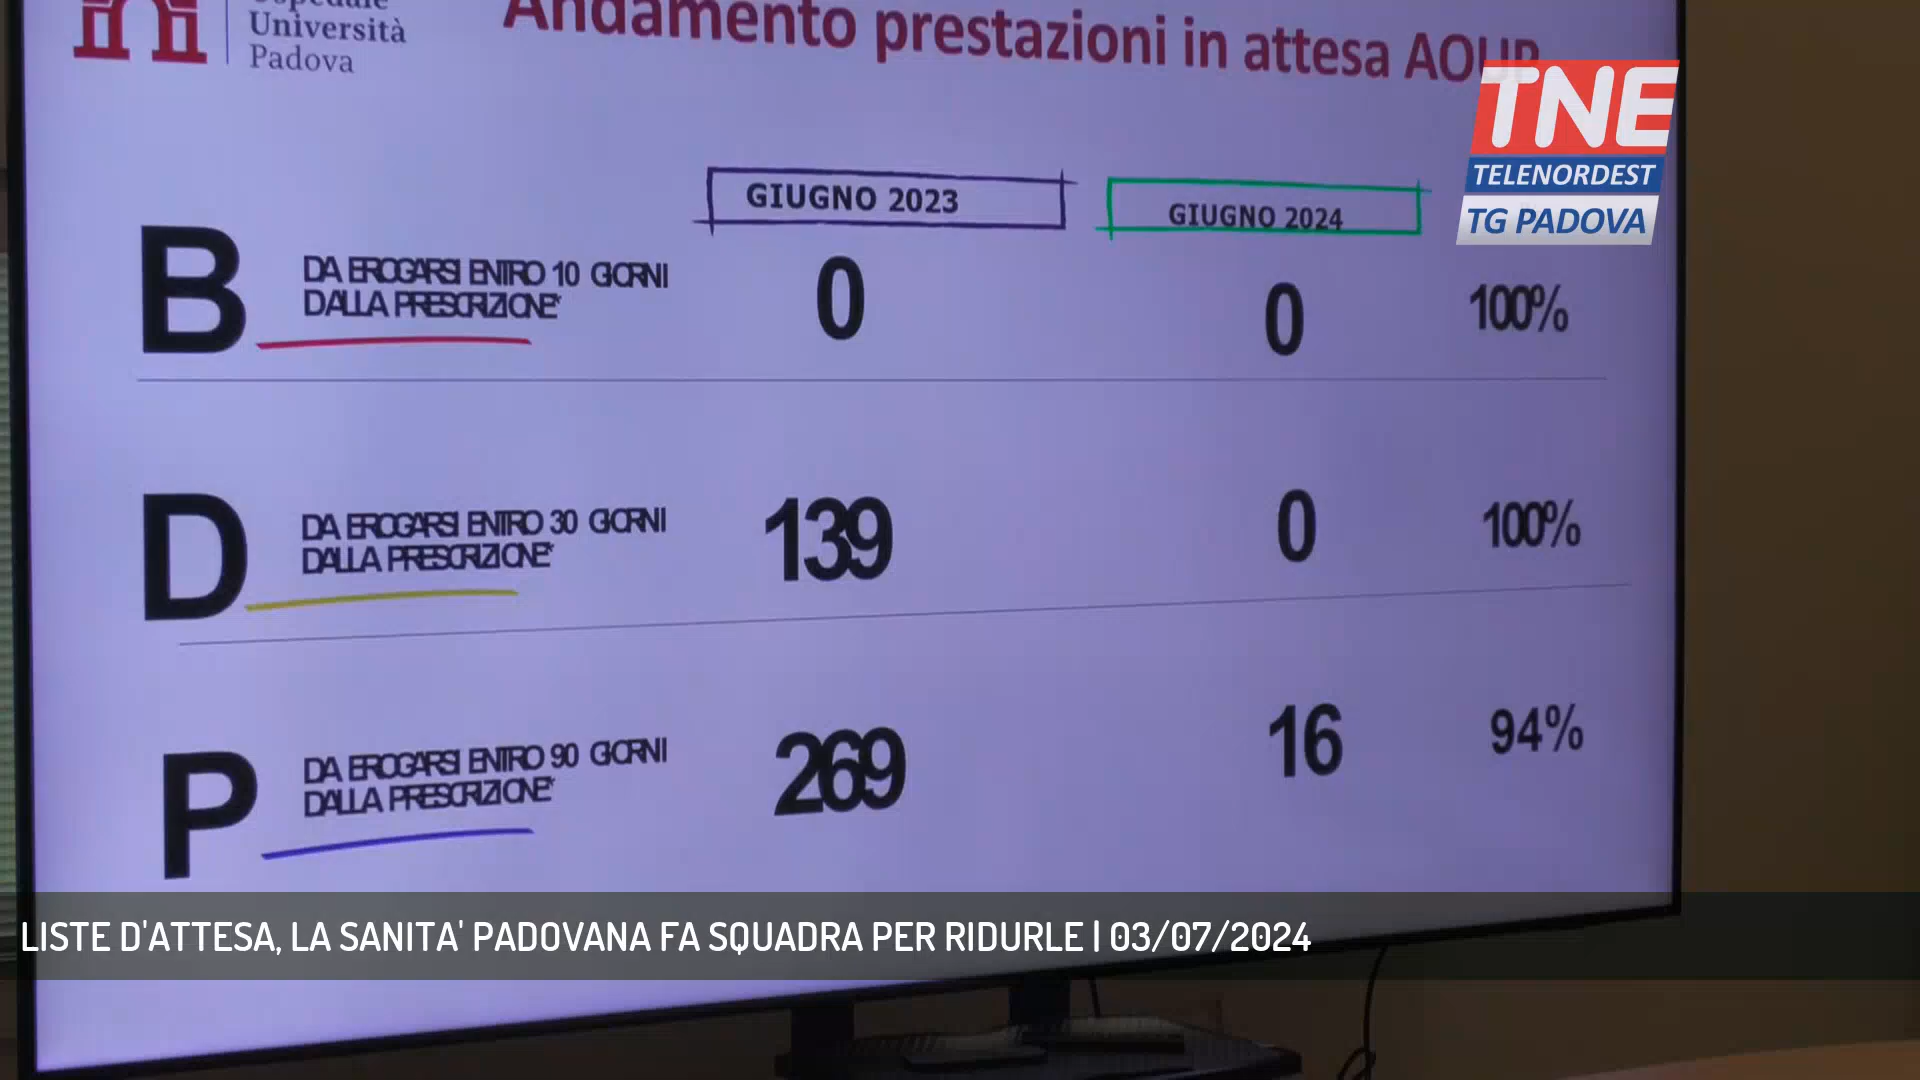 Università
Padova
Andamento prestazioni in attesa AOUP
TNE
TELENORDEST
TG PADOVA
GIUGNO 2023
GIUGNO 2024
B
DA EROGARSI ENTRO 10 GIORNI
DALLA PRESCRIZIONE*
0
0
100%
D
DA EROGARSI ENTRO 30 GIORNI
DALLA PRESCRIZIONE*
139
0
100%
P
DA EROGARSI ENTRO 90 GIORNI
DALLA PRESCRIZIONE*
269
16
94%
LISTE D'ATTESA, LA SANITA' PADOVANA FA SQUADRA PER RIDURLE | 03/07/2024